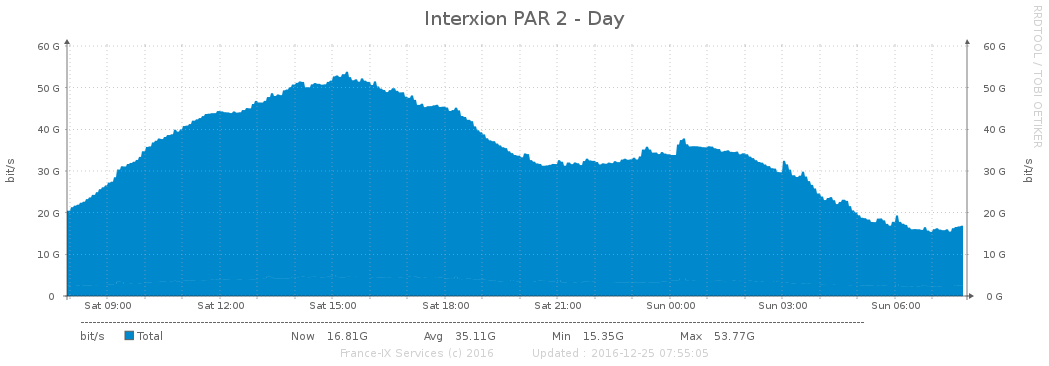 Interxion PAR 2 - Day
RRDTOOL / TOBI OETIKER
bit/s
60 G 60 G
50 G 50 G
40 G 40 G
30 G 30 G
20 G 20 G
10 G 10 G
0 0 G
bit/s
Sat 09:00 Sat 12:00 Sat 15:00 Sat 18:00 Sat 21:00 Sun 00:00 Sun 03:00 Sun 06:00
bit/s Total Now 16.81G Avg 35.11G Min 15.35G Max 53.77G
France-IX Services (c) 2016 Updated : 2016-12-25 07:55:05